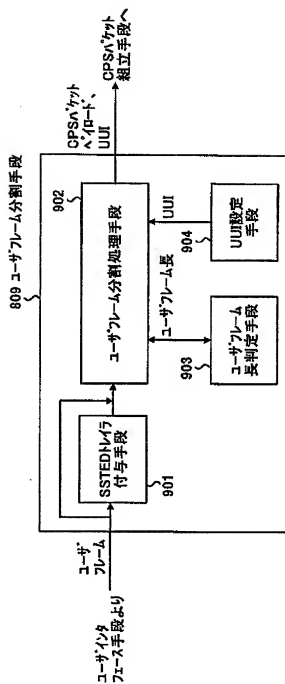 809 ユーザフレーム分割手段
ユーザインタ
フェース手段より
ユーザ
フレーム
SSTEDトレイラ
付与手段
901
902
ユーザフレーム分割処理手段
ユーザフレーム長
UUI
ユーザフレーム
長判定手段
903
UUI設定
手段
904
CPSパケット
ペイロード、
UUI
CPSパケット
組立手段へ